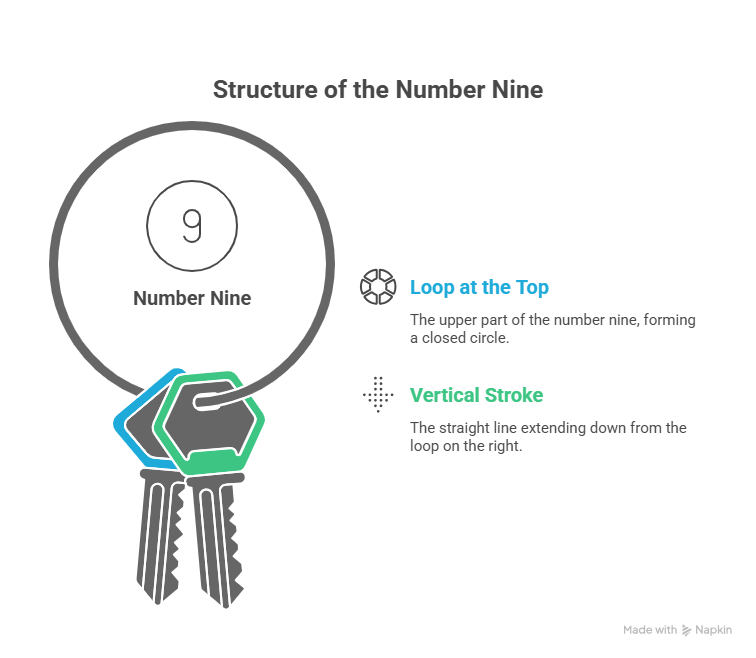 Structure of the Number Nine
9
Number Nine
Loop at the Top
The upper part of the number nine, forming
a closed circle.
Vertical Stroke
The straight line extending down from the
loop on the right.
Made with Napkin